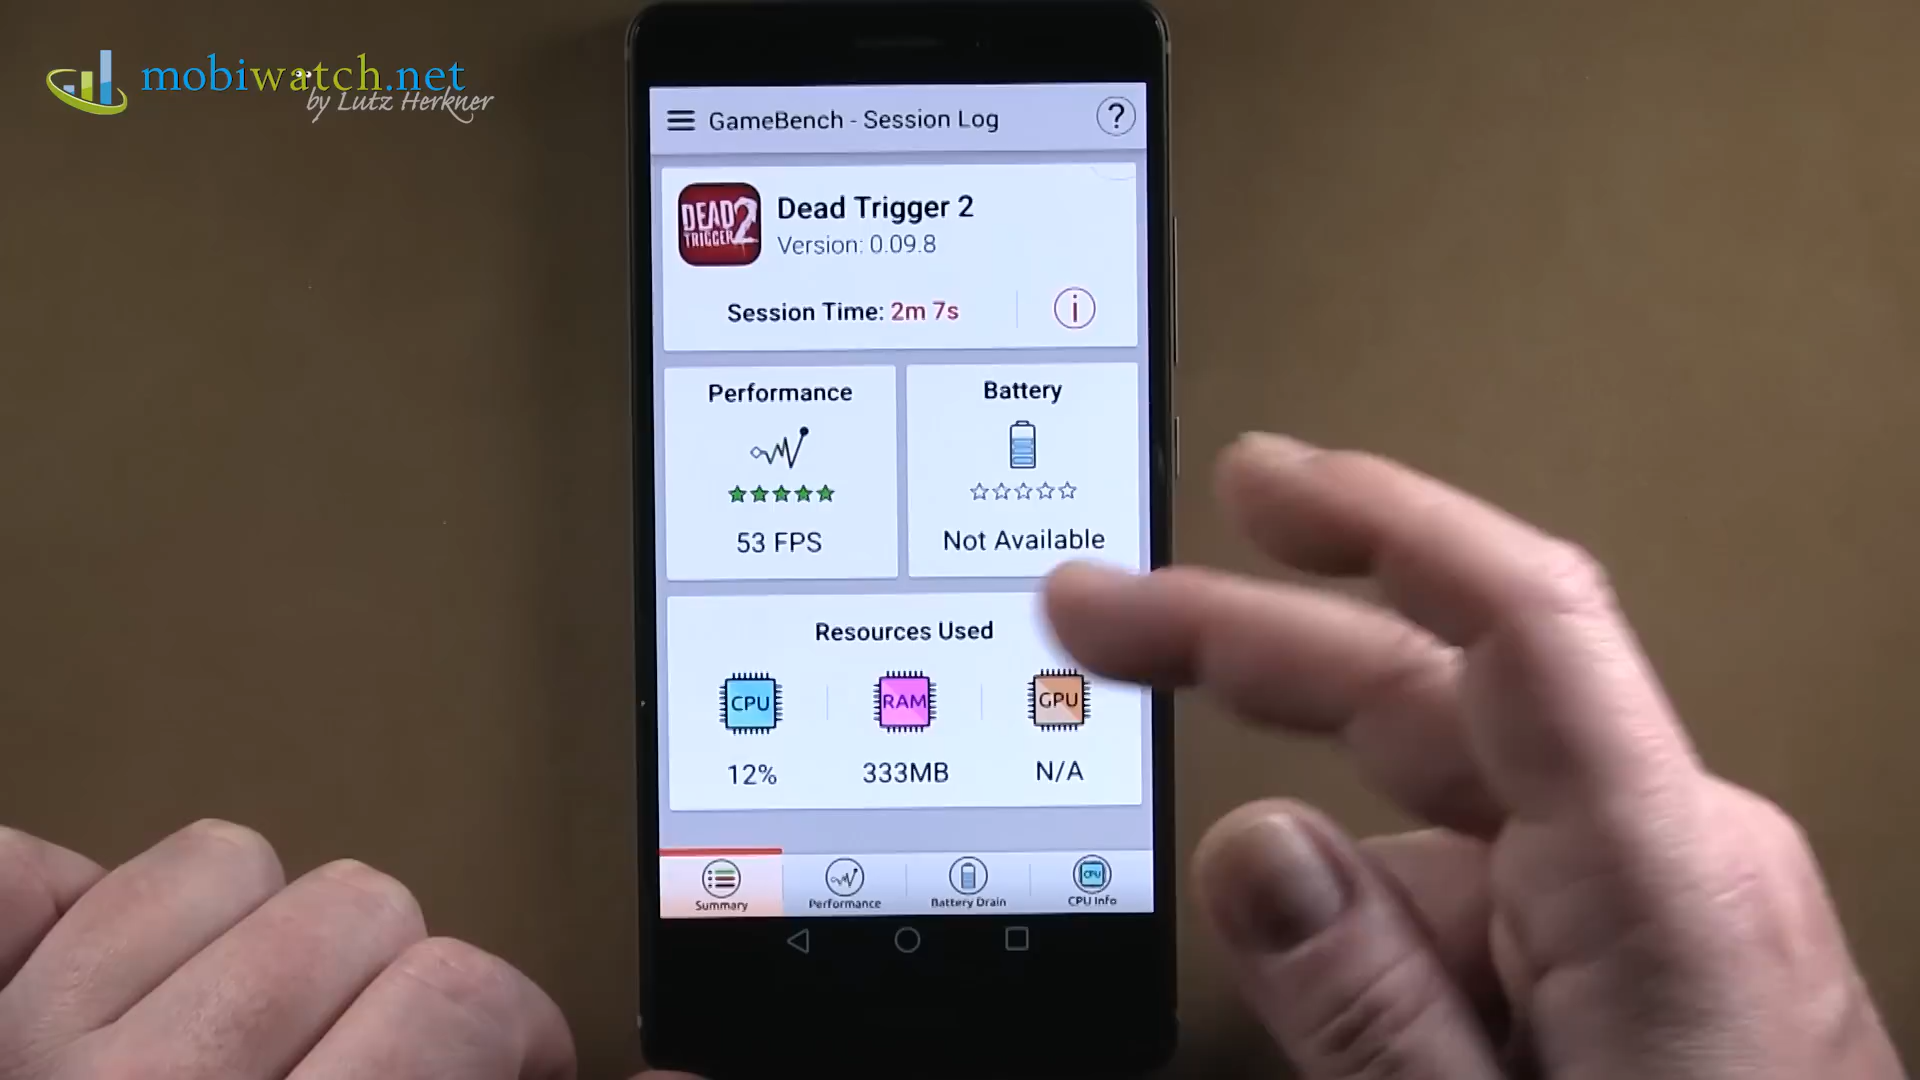 mobiwatch.net
by Lutz Herkner
GameBench - Session Log
?
DEAD 2
TRIGGER
Dead Trigger 2
Version: 0.09.8
Session Time: 2m 7s
i
Performance
Battery
53 FPS
Not Available
Resources Used
CPU
RAM
GPU
12%
333MB
N/A
Summary
Performance
Battery Drain
CPU
CPU Info